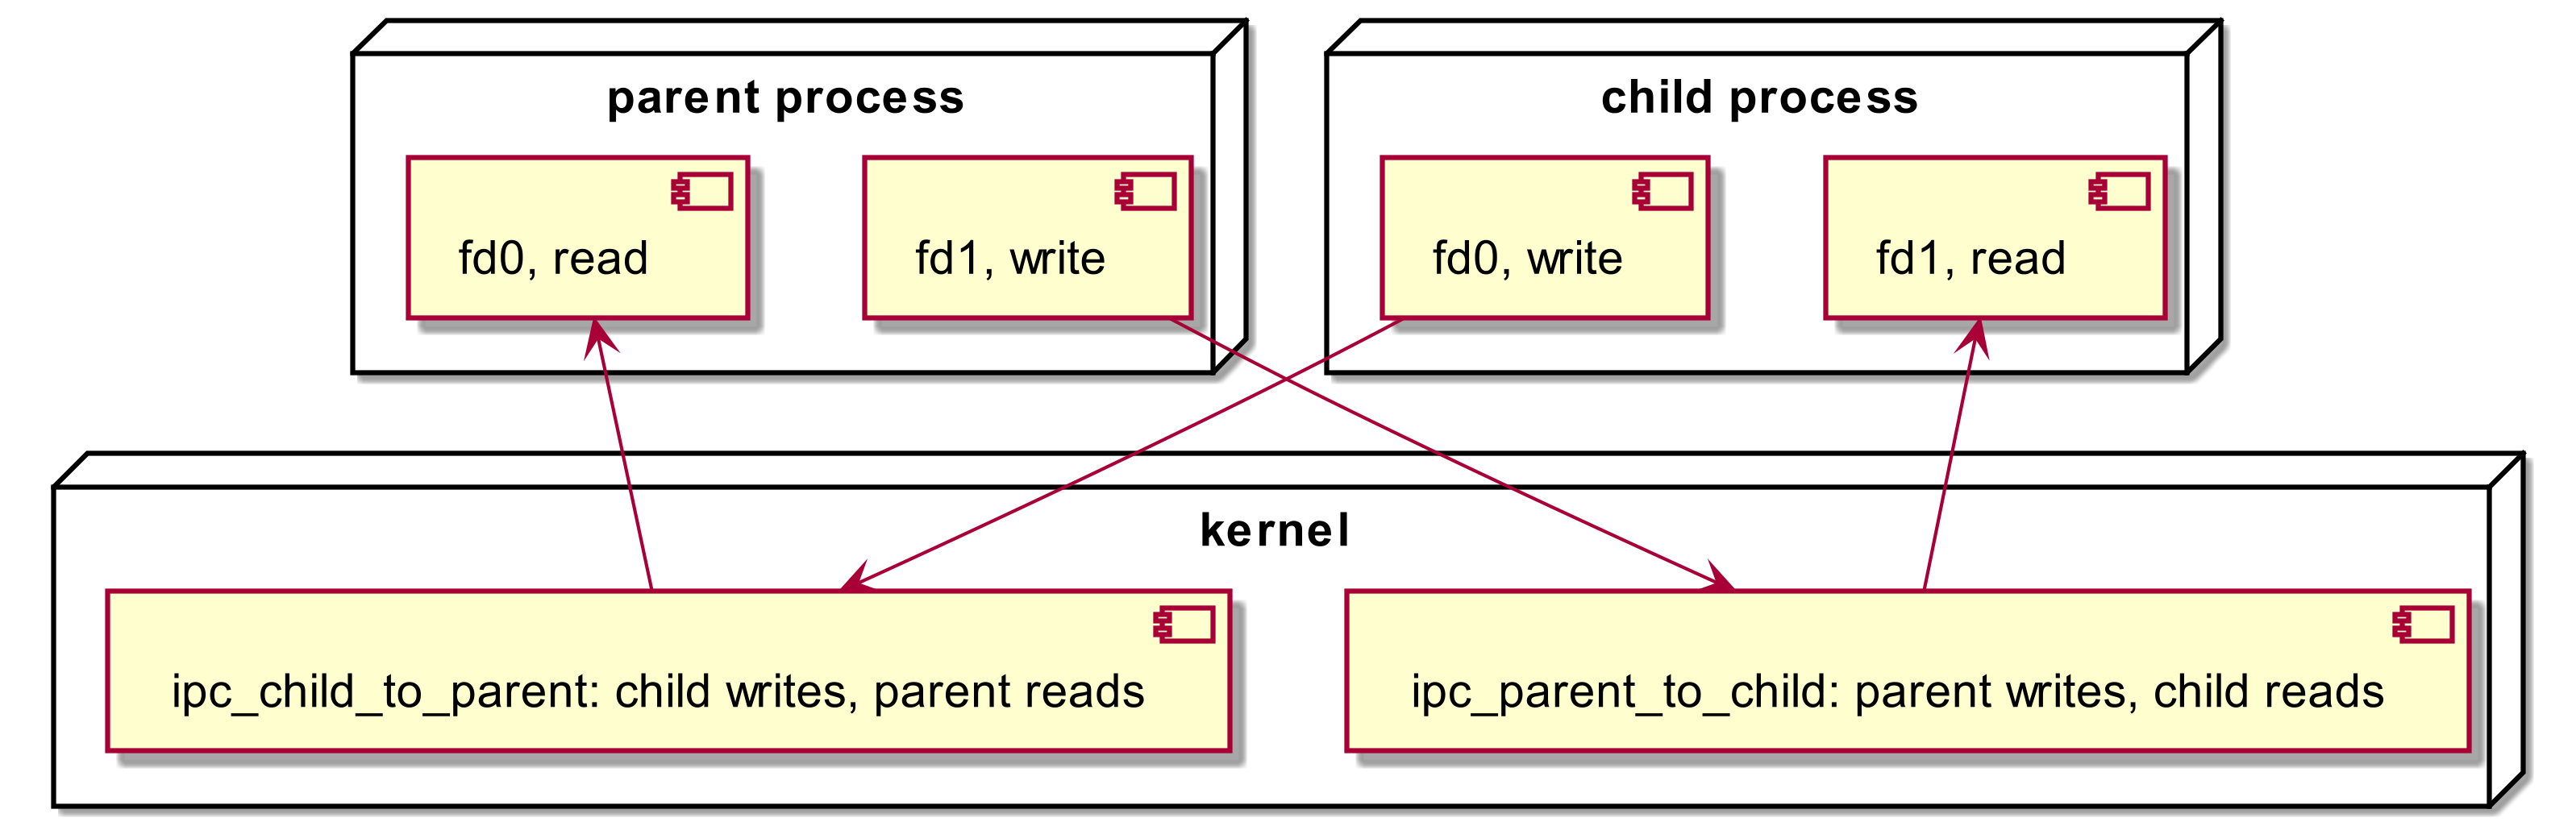 parent process
child process
fd0, read
fd1, write
fd0, write
fd1, read
kernel
ipc_child_to_parent: child writes, parent reads
ipc_parent_to_child: parent writes, child reads